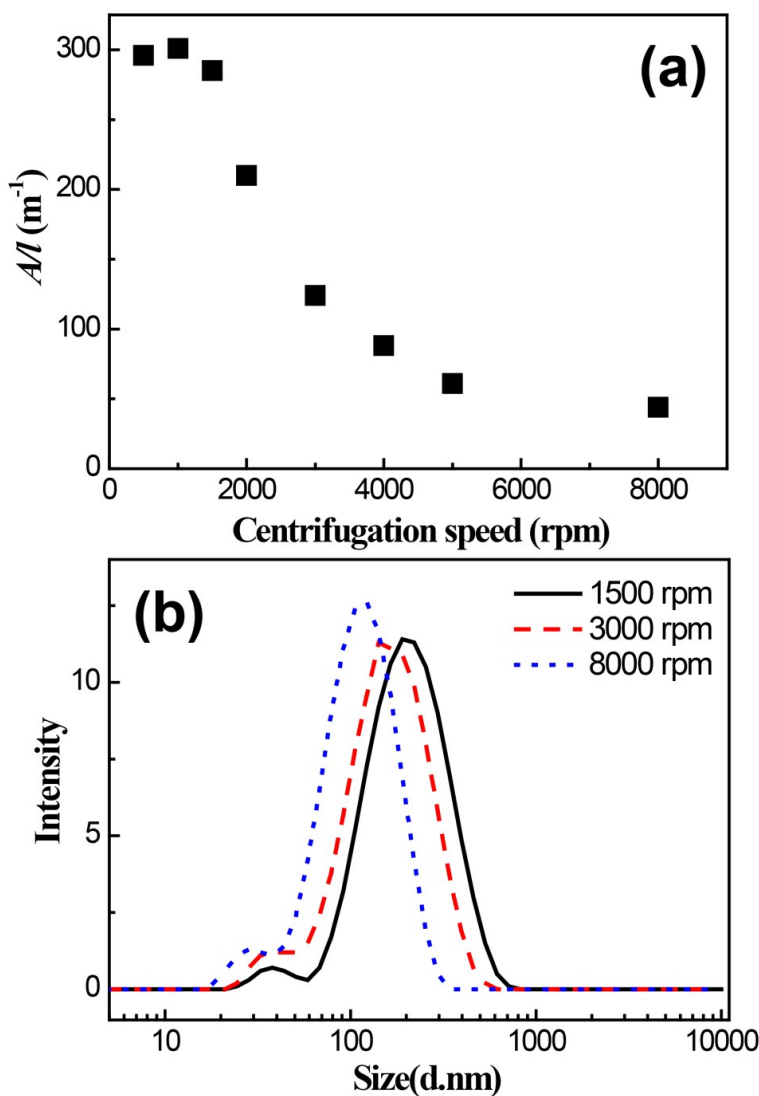 (a)
300
200
100
0
A/l (m⁻¹)
0 2000 4000 6000 8000
Centrifugation speed (rpm)
(b)
1500 rpm
3000 rpm
8000 rpm
10
5
0
Intensity
10 100 1000 10000
Size(d.nm)